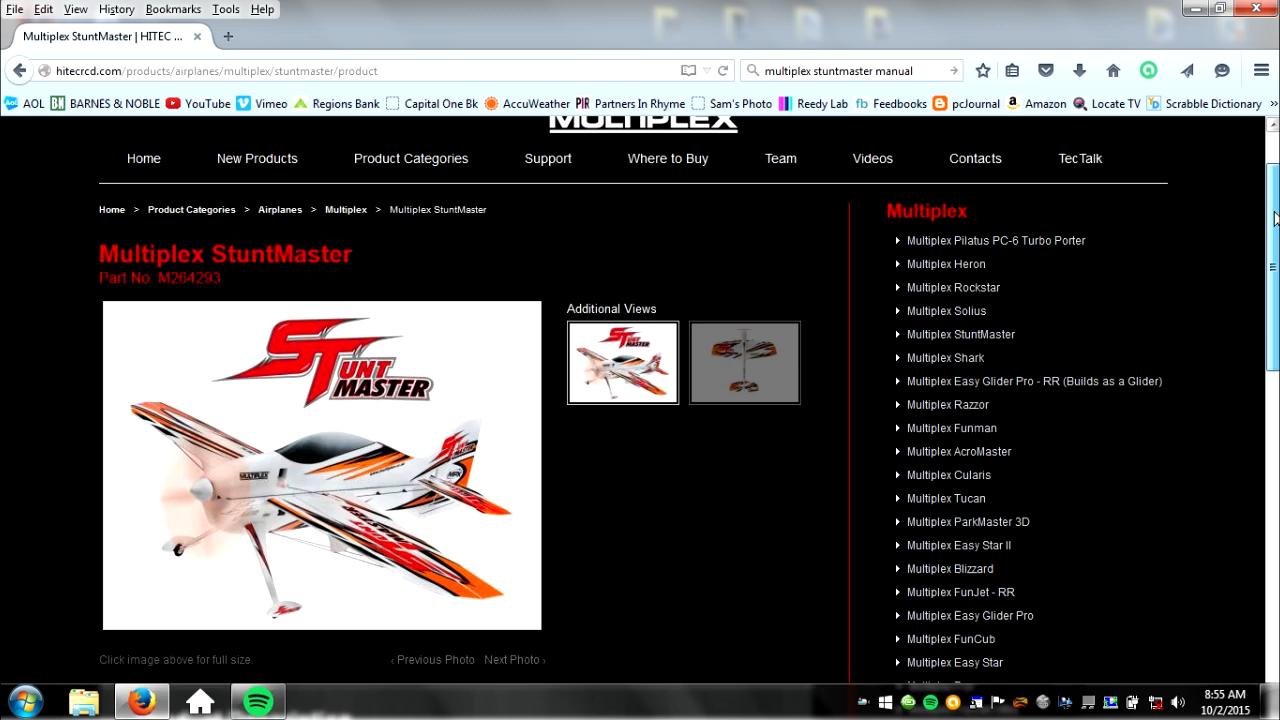 File Edit View History Bookmarks Tools Help
Multiplex StuntMaster | HITEC ...
hitecrcd.com/products/airplanes/multiplex/stuntmaster/product
multiplex stuntmaster manual
AOL BARNES & NOBLE YouTube Vimeo Regions Bank Capital One Bk AccuWeather Partners In Rhyme Sam's Photo Reedy Lab Feedbooks pcJournal Amazon Locate TV Scrabble Dictionary
MULTIPLEX
Home New Products Product Categories Support Where to Buy Team Videos Contacts TecTalk
Home > Product Categories > Airplanes > Multiplex > Multiplex StuntMaster
Multiplex StuntMaster
Part No. M264293
Additional Views
STUNT
MASTER
MULTIPLEX
Click image above for full size.
‹ Previous Photo Next Photo ›
Multiplex
Multiplex Pilatus PC-6 Turbo Porter
Multiplex Heron
Multiplex Rockstar
Multiplex Solius
Multiplex StuntMaster
Multiplex Shark
Multiplex Easy Glider Pro - RR (Builds as a Glider)
Multiplex Razzor
Multiplex Funman
Multiplex AcroMaster
Multiplex Cularis
Multiplex Tucan
Multiplex ParkMaster 3D
Multiplex Easy Star II
Multiplex Blizzard
Multiplex FunJet - RR
Multiplex Easy Glider Pro
Multiplex FunCub
Multiplex Easy Star
8:55 AM
10/2/2015